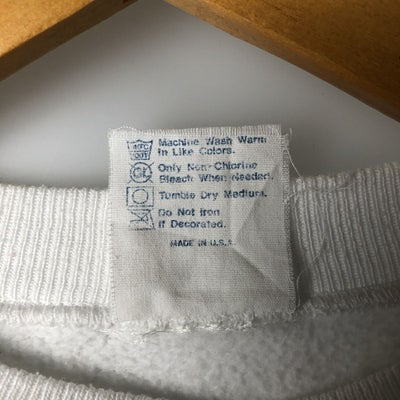 Machine Wash Warm
In Like Colors.
Only Non-Chlorine
Bleach When Needed.
Tumble Dry Medium.
Do Not Iron
If Decorated.
MADE IN U.S.A.